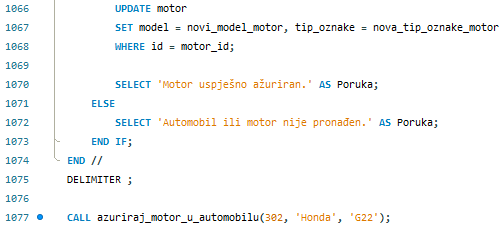 1066 UPDATE motor
1067 SET model = novi_model_motor, tip_oznake = nova_tip_oznake_motor
1068 WHERE id = motor_id;
1069
1070 SELECT 'Motor uspješno ažuriran.' AS Poruka;
1071 ELSE
1072 SELECT 'Automobil ili motor nije pronađen.' AS Poruka;
1073 END IF;
1074 END //
1075 DELIMITER ;
1076
1077 CALL azuriraj_motor_u_automobilu(302, 'Honda', 'G22');